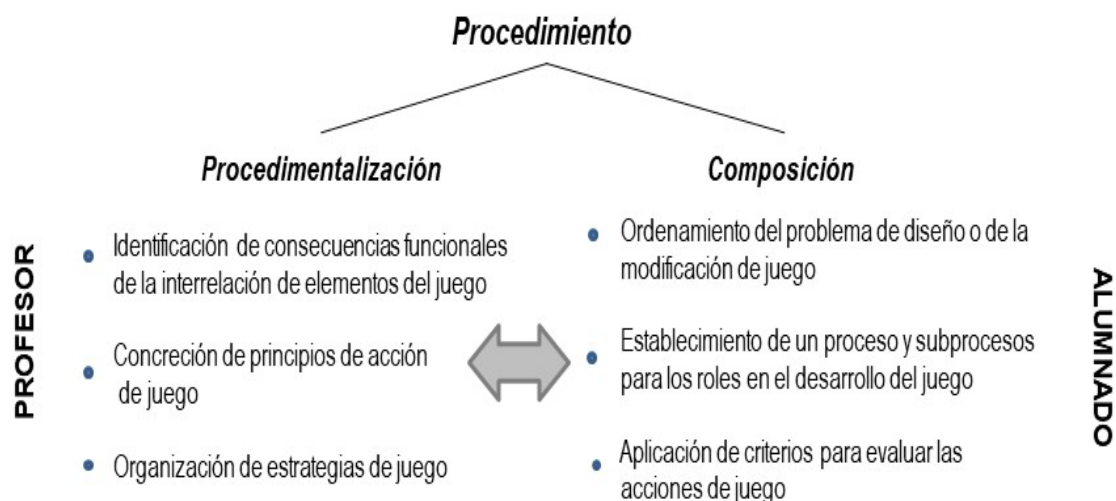 Procedimiento
Procedimentalización
Composición
PROFESOR
• Identificación de consecuencias funcionales
de la interrelación de elementos del juego
• Concreción de principios de acción
de juego
• Organización de estrategias de juego
• Ordenamiento del problema de diseño o de la
modificación de juego
• Establecimiento de un proceso y subprocesos
para los roles en el desarrollo del juego
• Aplicación de criterios para evaluar las
acciones de juego
ALUMNADO